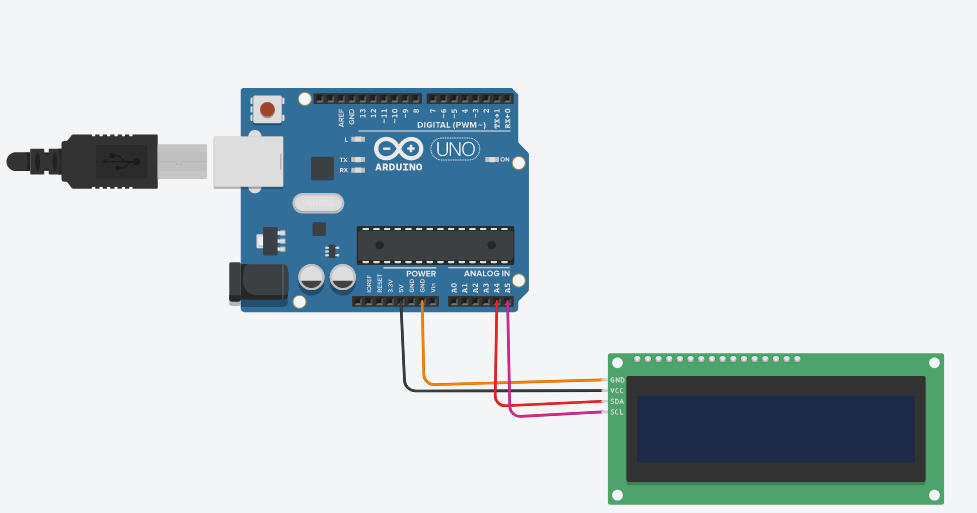 AREF
GND
13
12
~11
~10
~9
8
7
~6
~5
4
~3
2
TX→1
RX←0
DIGITAL (PWM~)
L
TX
RX
ARDUINO
UNO
ON
POWER
ANALOG IN
IOREF
RESET
3.3V
5V
GND
GND
Vin
A0
A1
A2
A3
A4
A5
GND
VCC
SDA
SCL